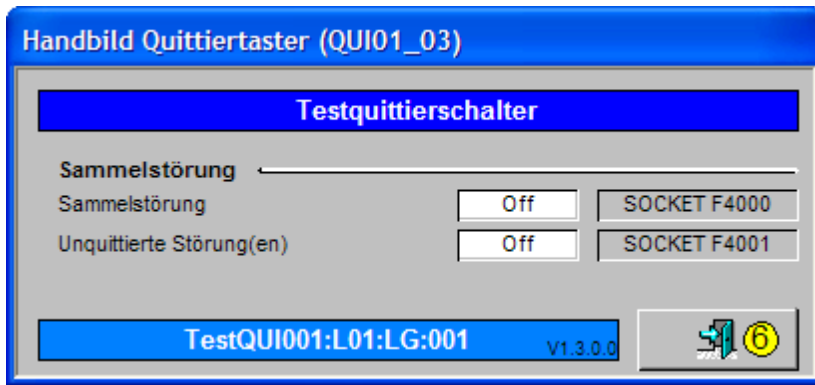 Handbild Quittiertaster (QUI01_03)
Testquittierschalter
Sammelstörung
Sammelstörung Off SOCKET F4000
Unquittierte Störung(en) Off SOCKET F4001
TestQUI001:L01:LG:001 V1.3.0.0 6